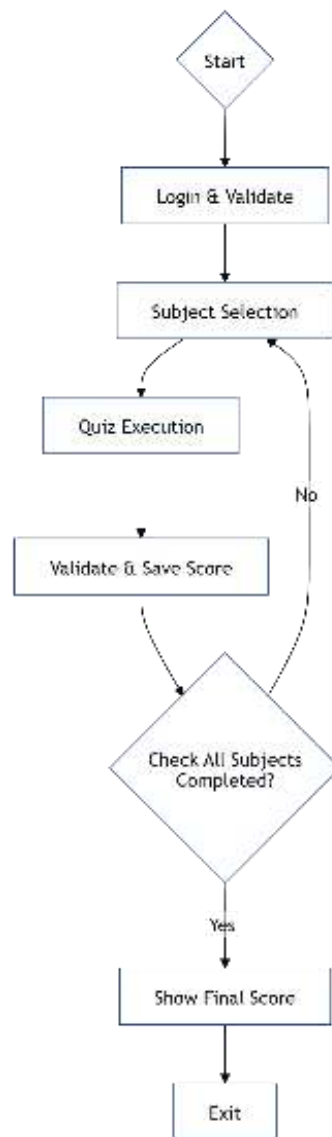 Start
Login & Validate
Subject Selection
Quiz Execution
No
Validate & Save Score
Check All Subjects
Completed?
Yes
Show Final Score
Exit